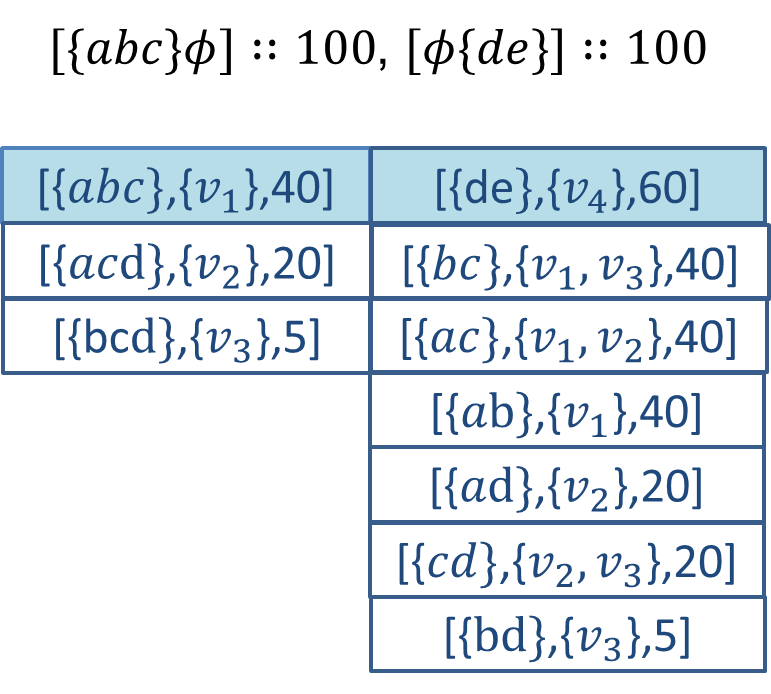 [{abc}ϕ] ∷ 100, [ϕ{de}] ∷ 100
[{abc},{v₁},40] [{de},{v₄},60]
[{acd},{v₂},20] [{bc},{v₁, v₃},40]
[{bcd},{v₃},5] [{ac},{v₁, v₂},40]
[{ab},{v₁},40]
[{ad},{v₂},20]
[{cd},{v₂, v₃},20]
[{bd},{v₃},5]